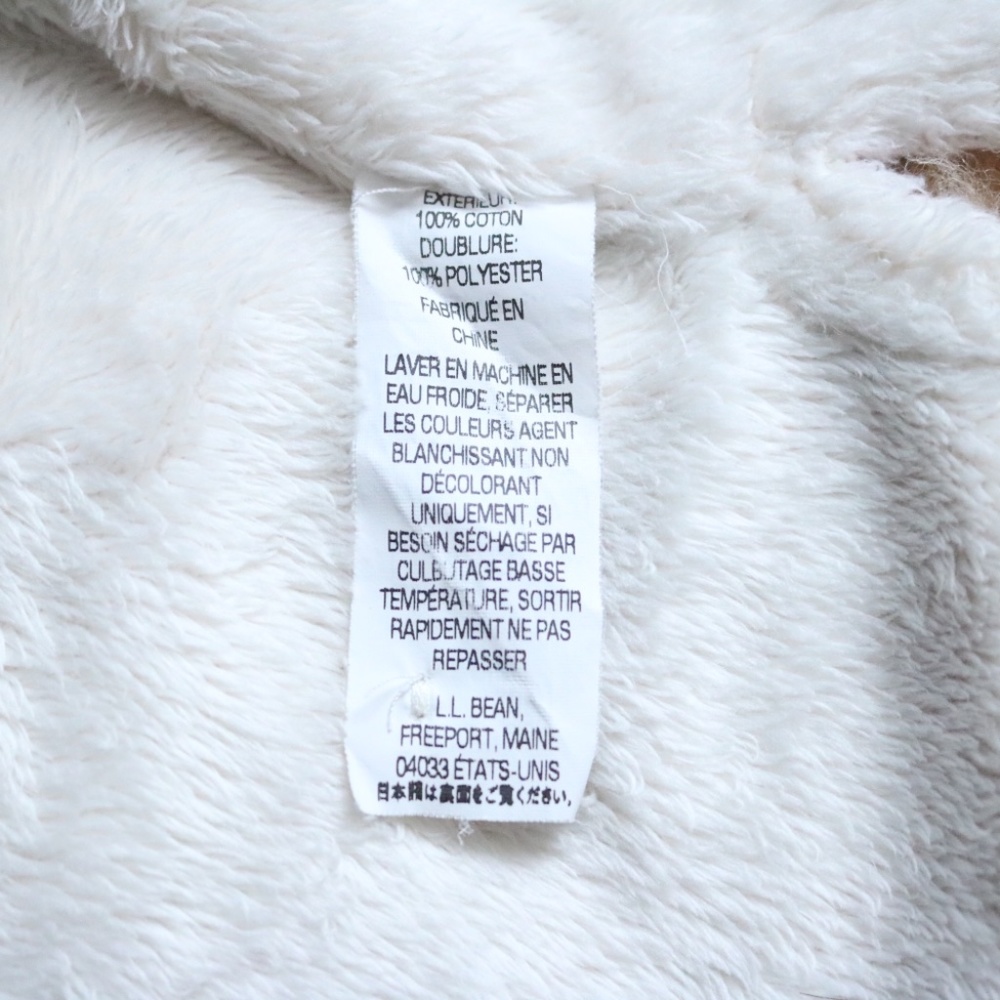 EXTÉRIEUR:
100% COTON
DOUBLURE:
100% POLYESTER
FABRIQUÉ EN
CHINE
LAVER EN MACHINE EN
EAU FROIDE, SÉPARER
LES COULEURS AGENT
BLANCHISSANT NON
DÉCOLORANT
UNIQUEMENT, SI
BESOIN SÉCHAGE PAR
CULBUTAGE BASSE
TEMPÉRATURE, SORTIR
RAPIDEMENT NE PAS
REPASSER
L.L. BEAN,
FREEPORT, MAINE
04033 ÉTATS-UNIS
日本語は裏面をご覧ください。